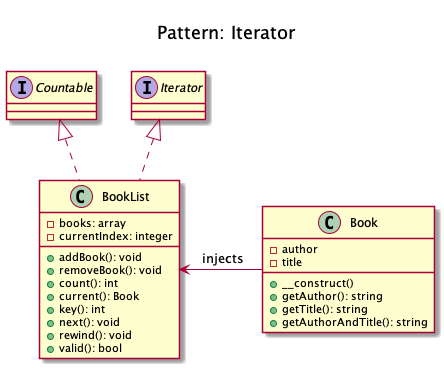 Pattern: Iterator
I Countable
I Iterator
C BookList
books: array
currentIndex: integer
addBook(): void
removeBook(): void
count(): int
current(): Book
key(): int
next(): void
rewind(): void
valid(): bool
injects
C Book
author
title
__construct()
getAuthor(): string
getTitle(): string
getAuthorAndTitle(): string